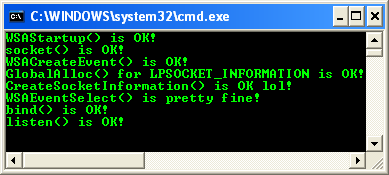 C:\WINDOWS\system32\cmd.exe
WSAStartup() is OK!
socket() is OK!
WSACreateEvent() is OK!
GlobalAlloc() for LPSOCKET_INFORMATION is OK!
CreateSocketInformation() is OK lol!
WSAEventSelect() is pretty fine!
bind() is OK!
listen() is OK!